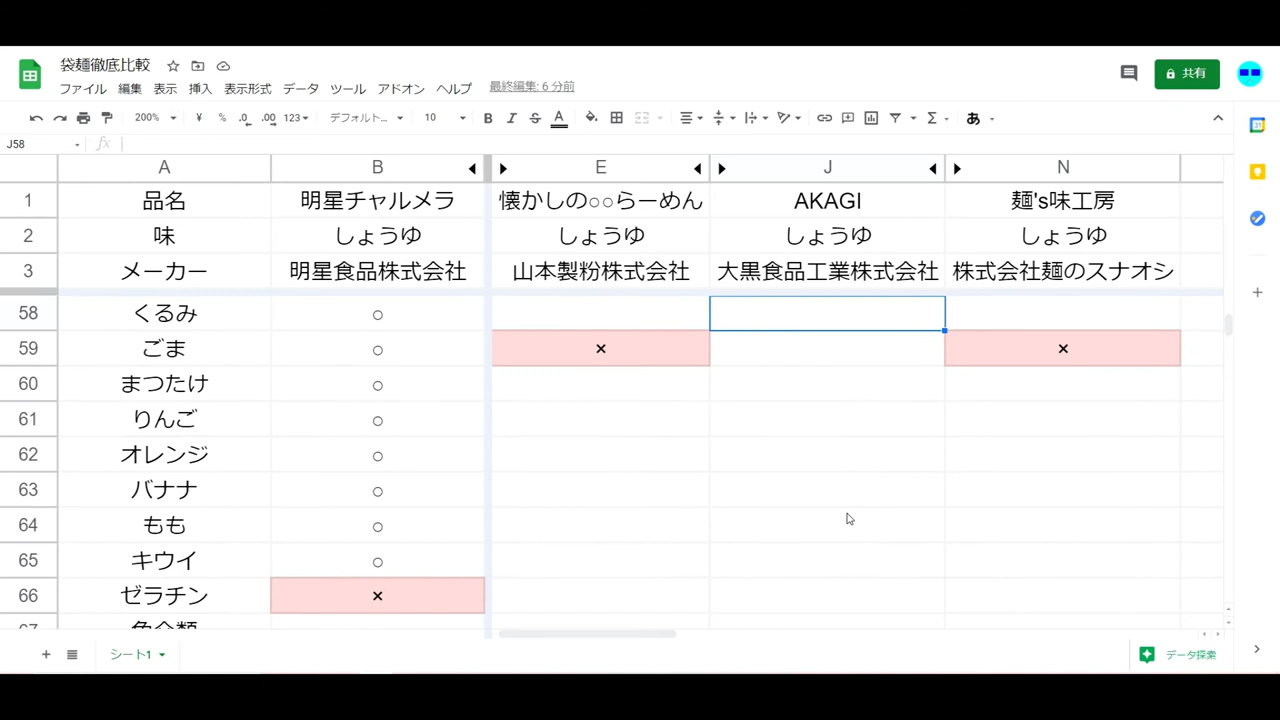 袋麺徹底比較
ファイル 編集 表示 挿入 表示形式 データ ツール アドオン ヘルプ 最終編集: 6 分前
共有
200% ¥ % .0 .00 123 デフォルト... 10 B I S A Σ あ
J58 fx
A B E J N
1 品名 明星チャルメラ 懐かしの○○らーめん AKAGI 麺's味工房
2 味 しょうゆ しょうゆ しょうゆ しょうゆ
3 メーカー 明星食品株式会社 山本製粉株式会社 大黒食品工業株式会社 株式会社麺のスナオシ
58 くるみ ○
59 ごま ○ × ×
60 まつたけ ○
61 りんご ○
62 オレンジ ○
63 バナナ ○
64 もも ○
65 キウイ ○
66 ゼラチン ×
シート1 データ探索